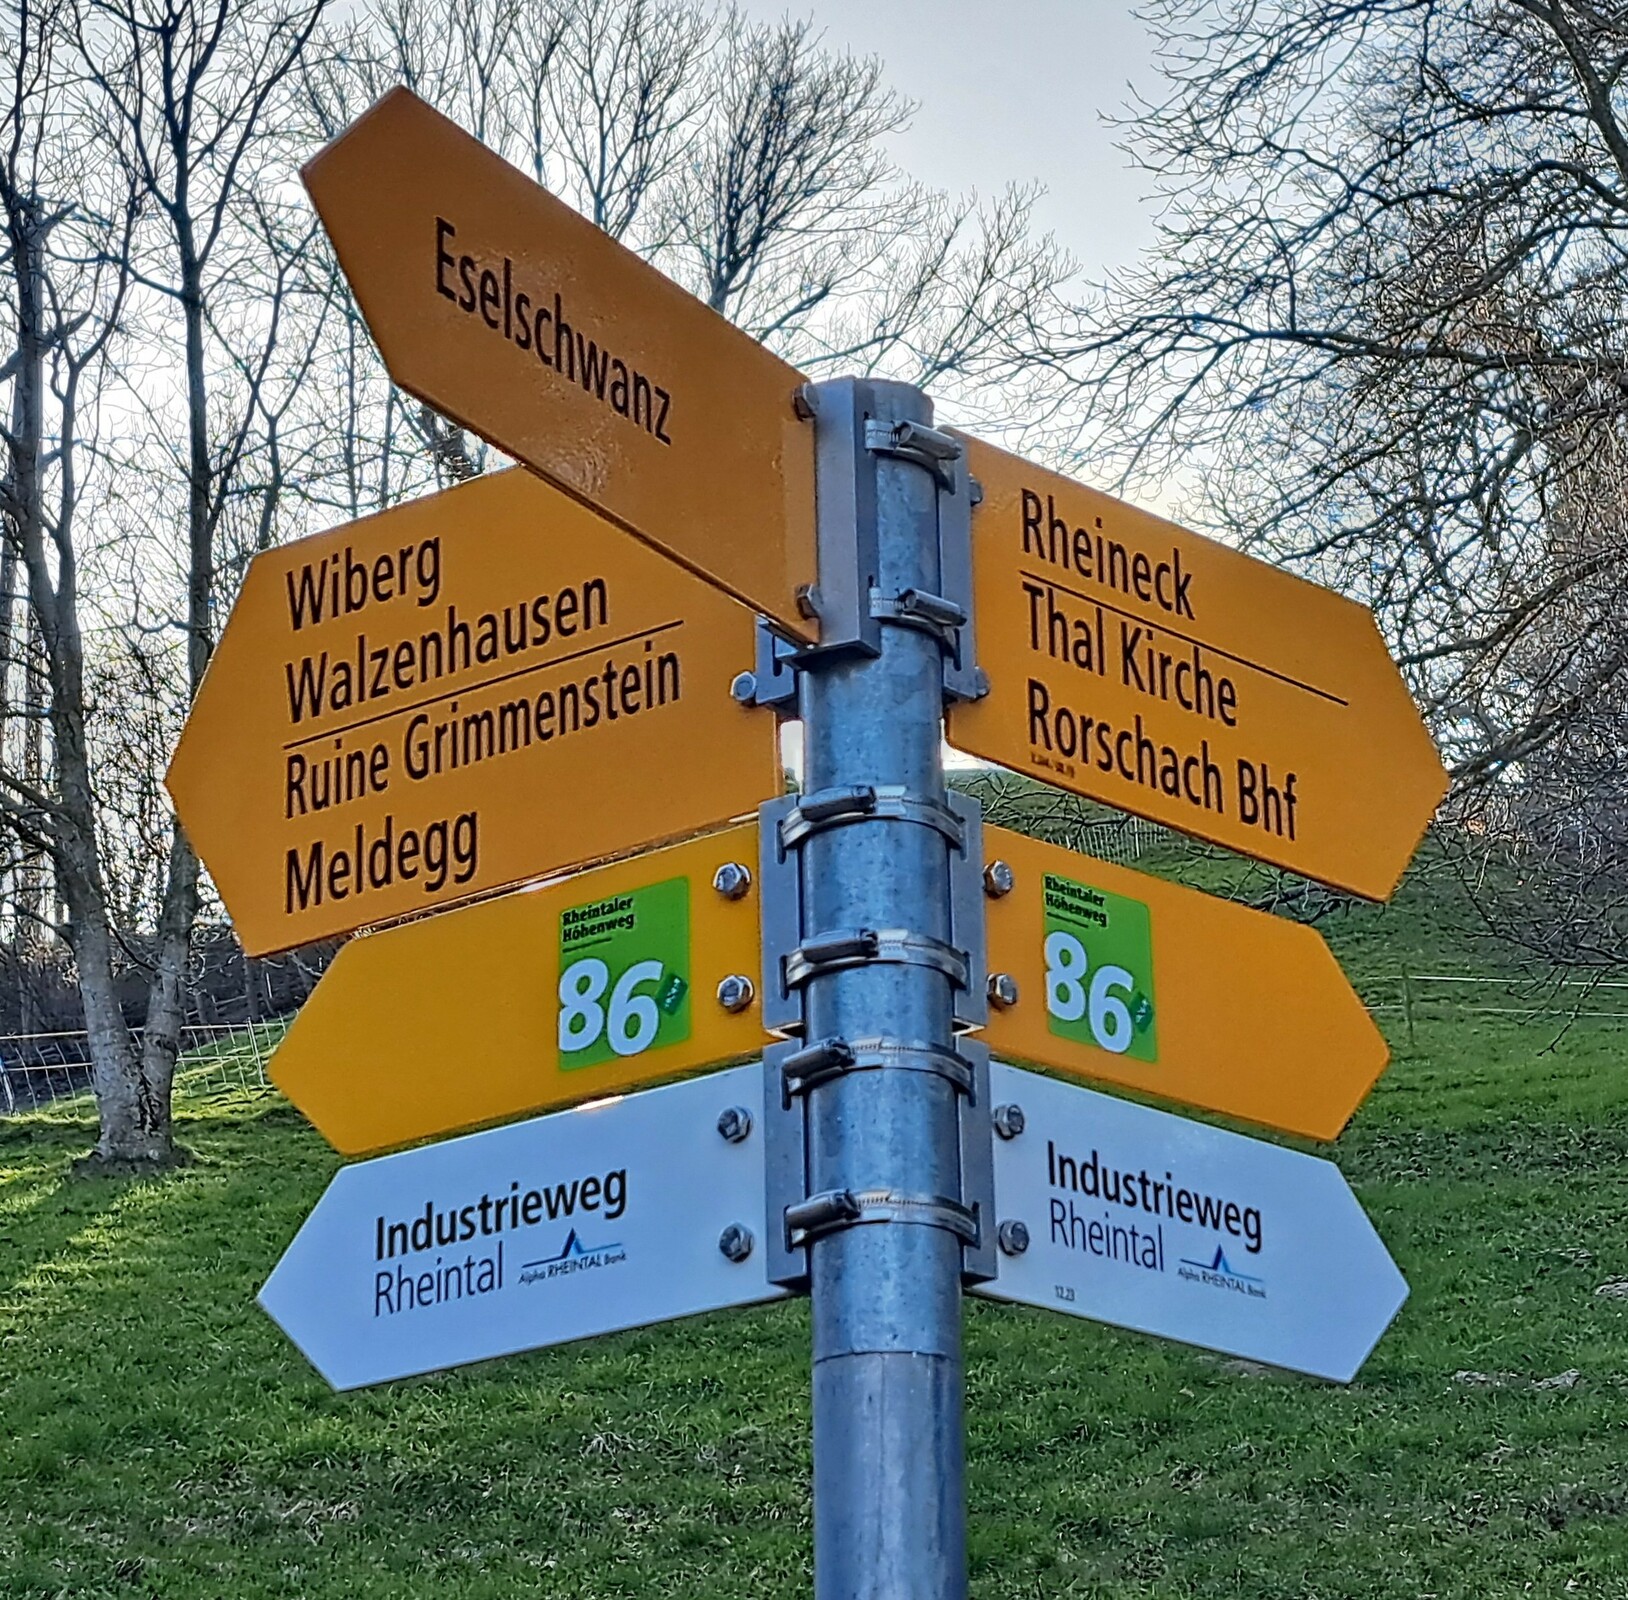 Eselschwanz
Wiberg
Walzenhausen
Ruine Grimmenstein
Meldegg
Rheineck
Thal Kirche
Rorschach Bhf
Rheintaler
Höhenweg
86
Rheintaler
Höhenweg
86
Industrieweg
Rheintal
Alpha RHEINTAL Bank
Industrieweg
Rheintal
Alpha RHEINTAL Bank
12.23